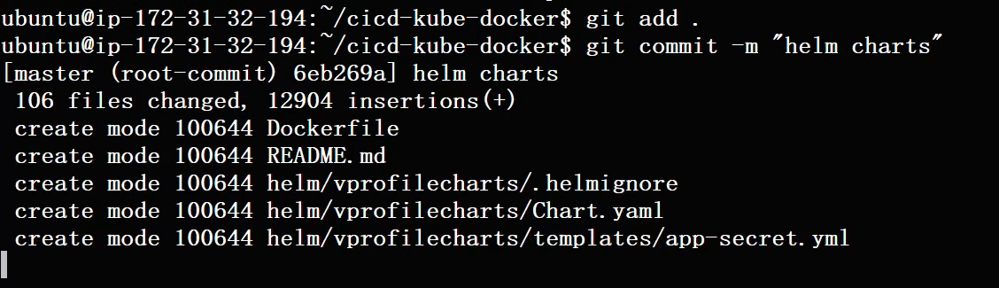 ubuntu@ip-172-31-32-194:~/cicd-kube-docker$ git add .
ubuntu@ip-172-31-32-194:~/cicd-kube-docker$ git commit -m "helm charts"
[master (root-commit) 6eb269a] helm charts
 106 files changed, 12904 insertions(+)
 create mode 100644 Dockerfile
 create mode 100644 README.md
 create mode 100644 helm/vprofilecharts/.helmignore
 create mode 100644 helm/vprofilecharts/Chart.yaml
 create mode 100644 helm/vprofilecharts/templates/app-secret.yml